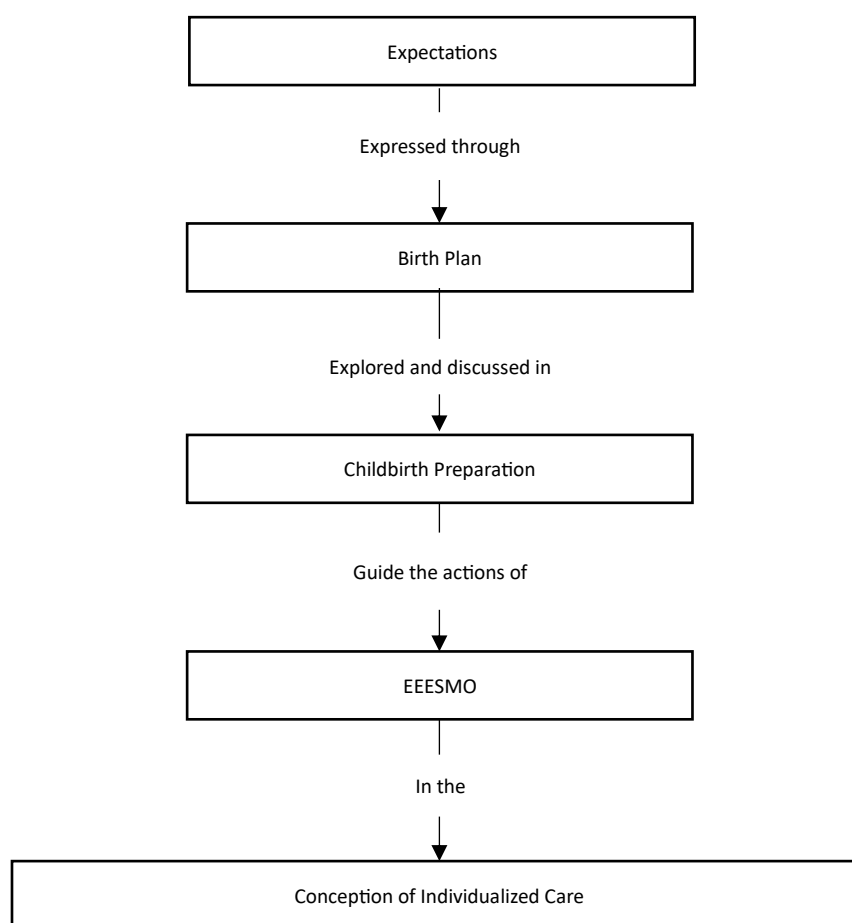 Expectations
Expressed through
Birth Plan
Explored and discussed in
Childbirth Preparation
Guide the actions of
EEESMO
In the
Conception of Individualized Care